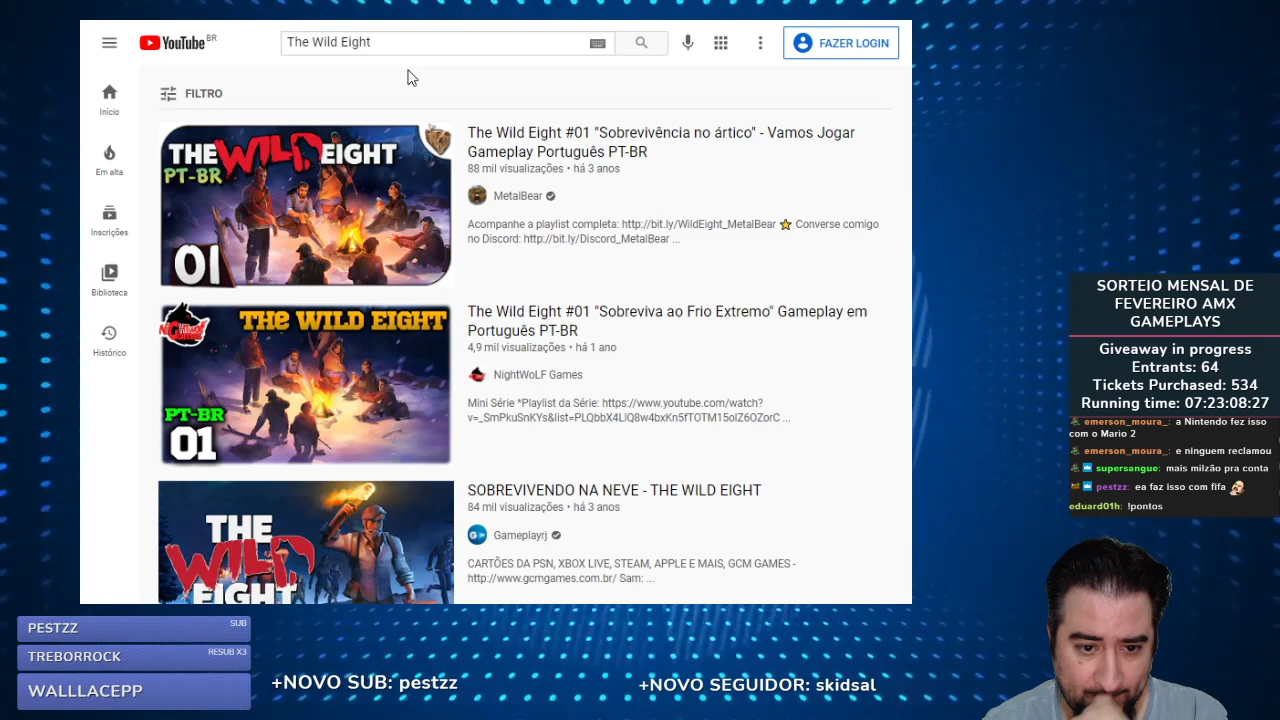 YouTube BR
The Wild Eight
FAZER LOGIN
Início
Em alta
Inscrições
Biblioteca
Histórico
FILTRO
THE WILD EIGHT
PT-BR
01
The Wild Eight #01 "Sobrevivência no ártico" - Vamos Jogar
Gameplay Português PT-BR
88 mil visualizações • há 3 anos
MetalBear
Acompanhe a playlist completa: http://bit.ly/WildEight_MetalBear ⭐ Converse comigo
no Discord: http://bit.ly/Discord_MetalBear ...
THE WILD EIGHT
PT-BR
01
The Wild Eight #01 "Sobreviva ao Frio Extremo" Gameplay em
Português PT-BR
4,9 mil visualizações • há 1 ano
NightWoLF Games
Mini Série *Playlist da Série: https://www.youtube.com/watch?
THE
WILD
EIGHT
SOBREVIVENDO NA NEVE - THE WILD EIGHT
84 mil visualizações • há 3 anos
Gameplayrj
CARTÕES DA PSN, XBOX LIVE, STEAM, APPLE E MAIS, GCM GAMES -
http://www.gcmgames.com.br/ Sam: ...
SORTEIO MENSAL DE
FEVEREIRO AMX
GAMEPLAYS
Giveaway in progress
Entrants: 64
Tickets Purchased: 534
Running time: 07:23:08:27
emerson_moura_: a Nintendo fez isso
com o Mario 2
emerson_moura_: e ninguem reclamou
supersangue: mais milzão pra conta
pestzz: ea faz isso com fifa
eduard01h: !pontos
PESTZZ SUB
TREBORROCK RESUB X3
WALLLACEPP
+NOVO SUB: pestzz
+NOVO SEGUIDOR: skidsal